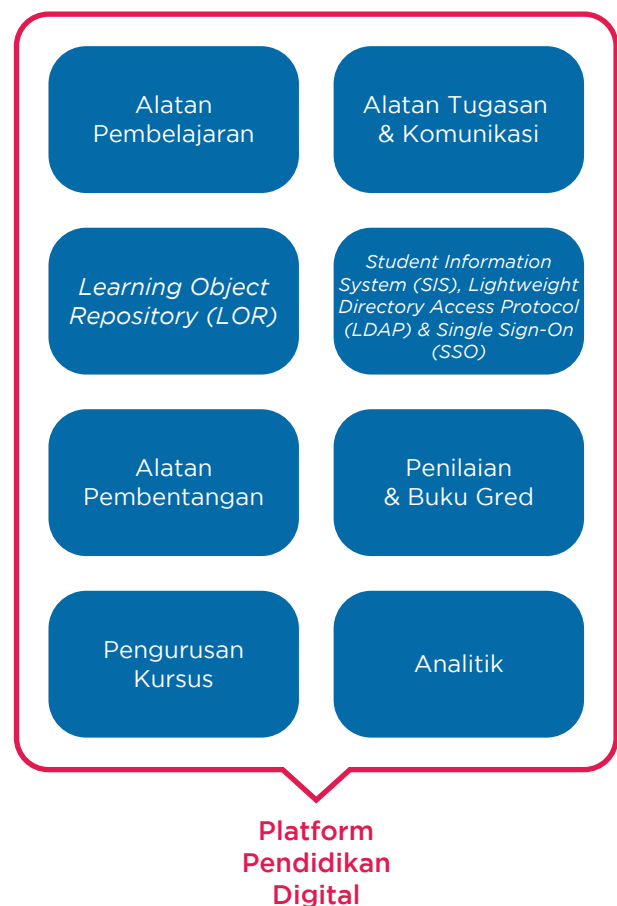 Alatan
Pembelajaran
Alatan Tugasan
& Komunikasi
Learning Object
Repository (LOR)
Student Information
System (SIS), Lightweight
Directory Access Protocol
(LDAP) & Single Sign-On
(SSO)
Alatan
Pembentangan
Penilaian
& Buku Gred
Pengurusan
Kursus
Analitik
Platform
Pendidikan
Digital